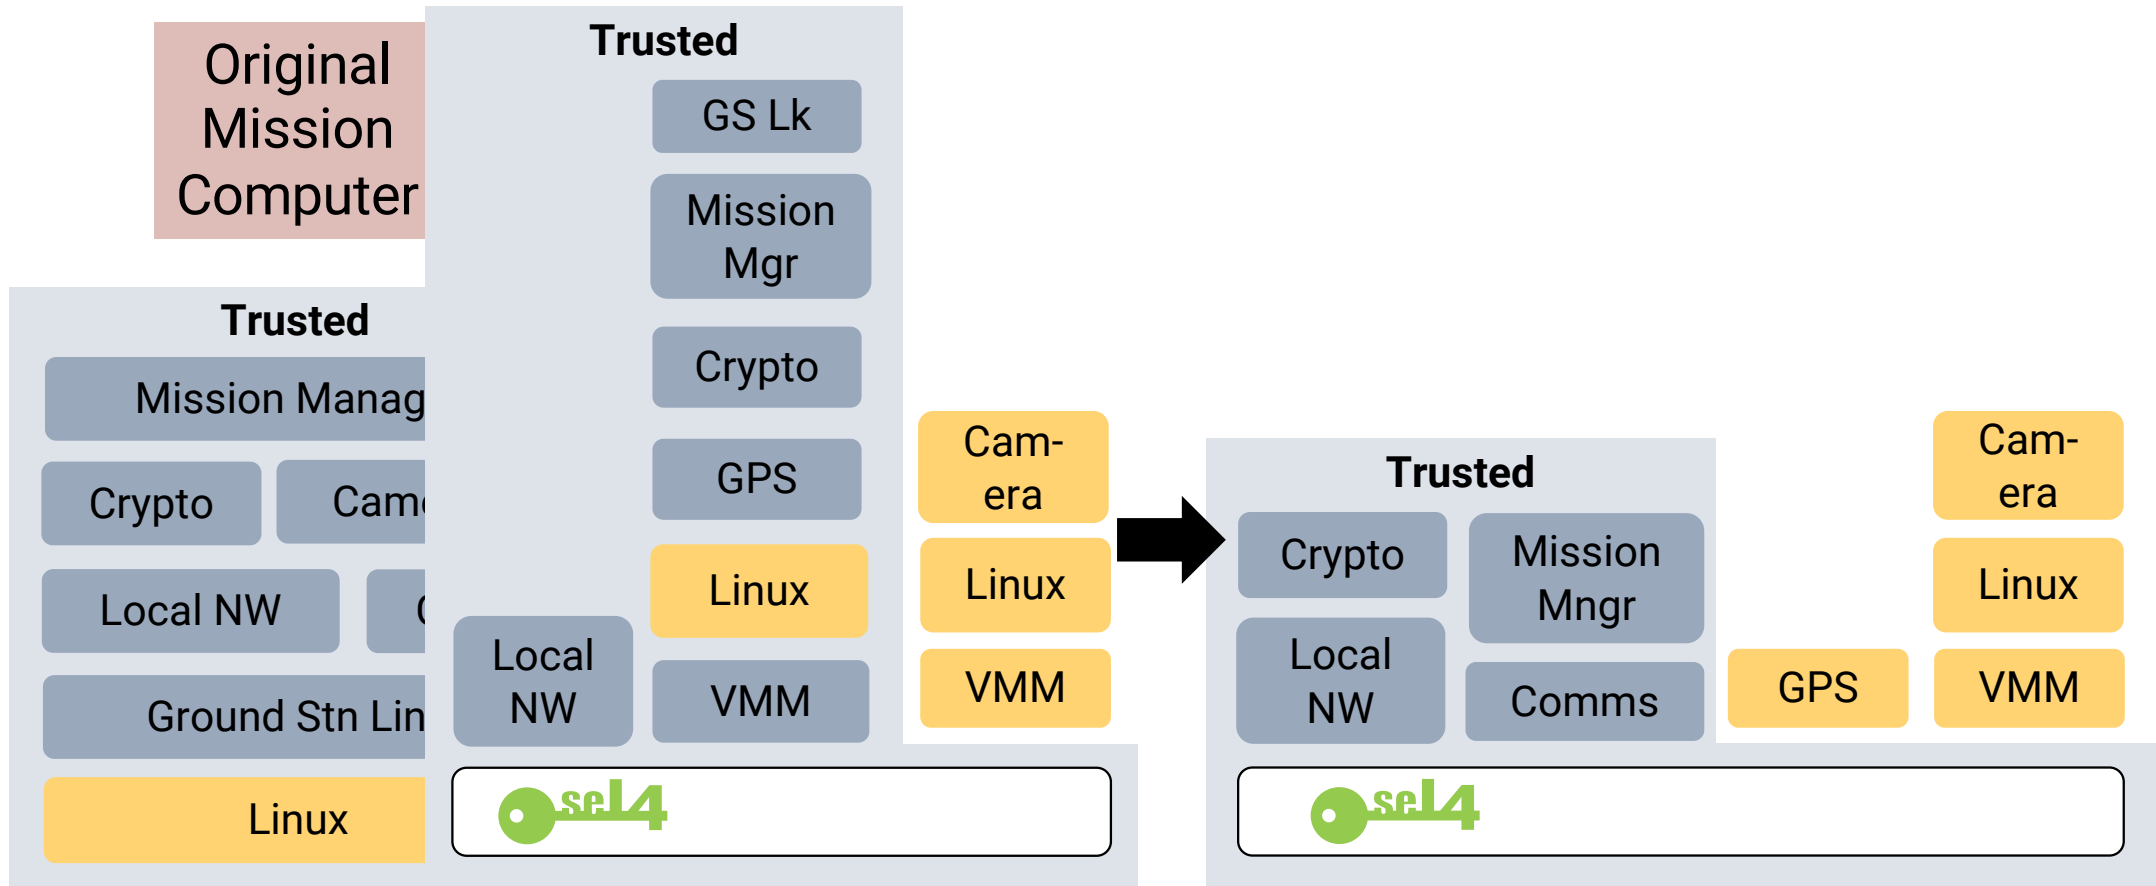 Original
Mission
Computer
Trusted
Mission Manag
Crypto
Came
Local NW
Ground Stn Lin
Linux
Trusted
GS Lk
Mission
Mgr
Crypto
GPS
Linux
Local
NW
VMM
Cam-
era
Linux
VMM
seL4
Trusted
Crypto
Mission
Mngr
Local
NW
Comms
GPS
Cam-
era
Linux
VMM
seL4